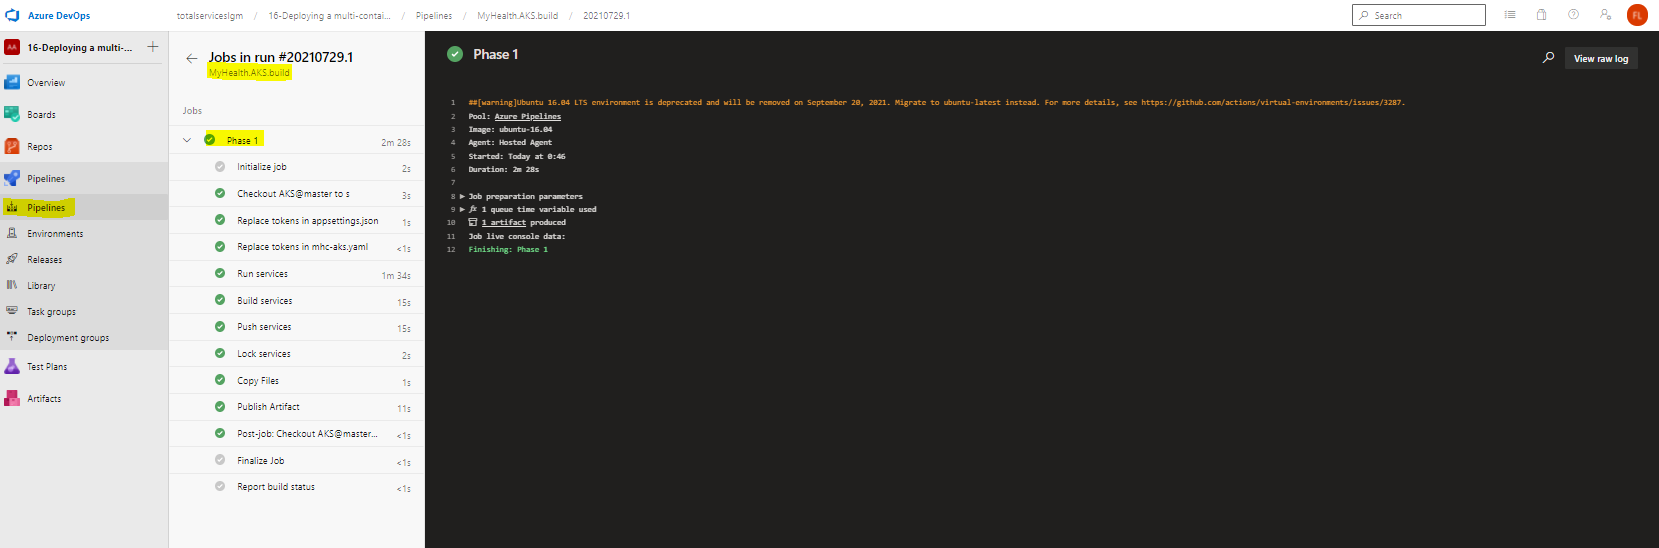 Azure DevOps
totalserviceslgm / 16-Deploying a multi-contai... / Pipelines / MyHealth.AKS.build / 20210729.1
Search
FL
AA 16-Deploying a multi-...
Overview
Boards
Repos
Pipelines
Pipelines
Environments
Releases
Library
Task groups
Deployment groups
Test Plans
Artifacts
Jobs in run #20210729.1
MyHealth.AKS.build
Jobs
Phase 1 2m 28s
Initialize job 2s
Checkout AKS@master to s 3s
Replace tokens in appsettings.json 1s
Replace tokens in mhc-aks.yaml <1s
Run services 1m 34s
Build services 15s
Push services 15s
Lock services 2s
Copy Files 1s
Publish Artifact 11s
Post-job: Checkout AKS@master... <1s
Finalize Job <1s
Report build status <1s
Phase 1
View raw log
1 ##[warning]Ubuntu 16.04 LTS environment is deprecated and will be removed on September 20, 2021. Migrate to ubuntu-latest instead. For more details, see https://github.com/actions/virtual-environments/issues/3287.
2 Pool: Azure Pipelines
3 Image: ubuntu-16.04
4 Agent: Hosted Agent
5 Started: Today at 0:46
6 Duration: 2m 28s
7
8 Job preparation parameters
9 fx 1 queue time variable used
10 1 artifact produced
11 Job live console data:
12 Finishing: Phase 1